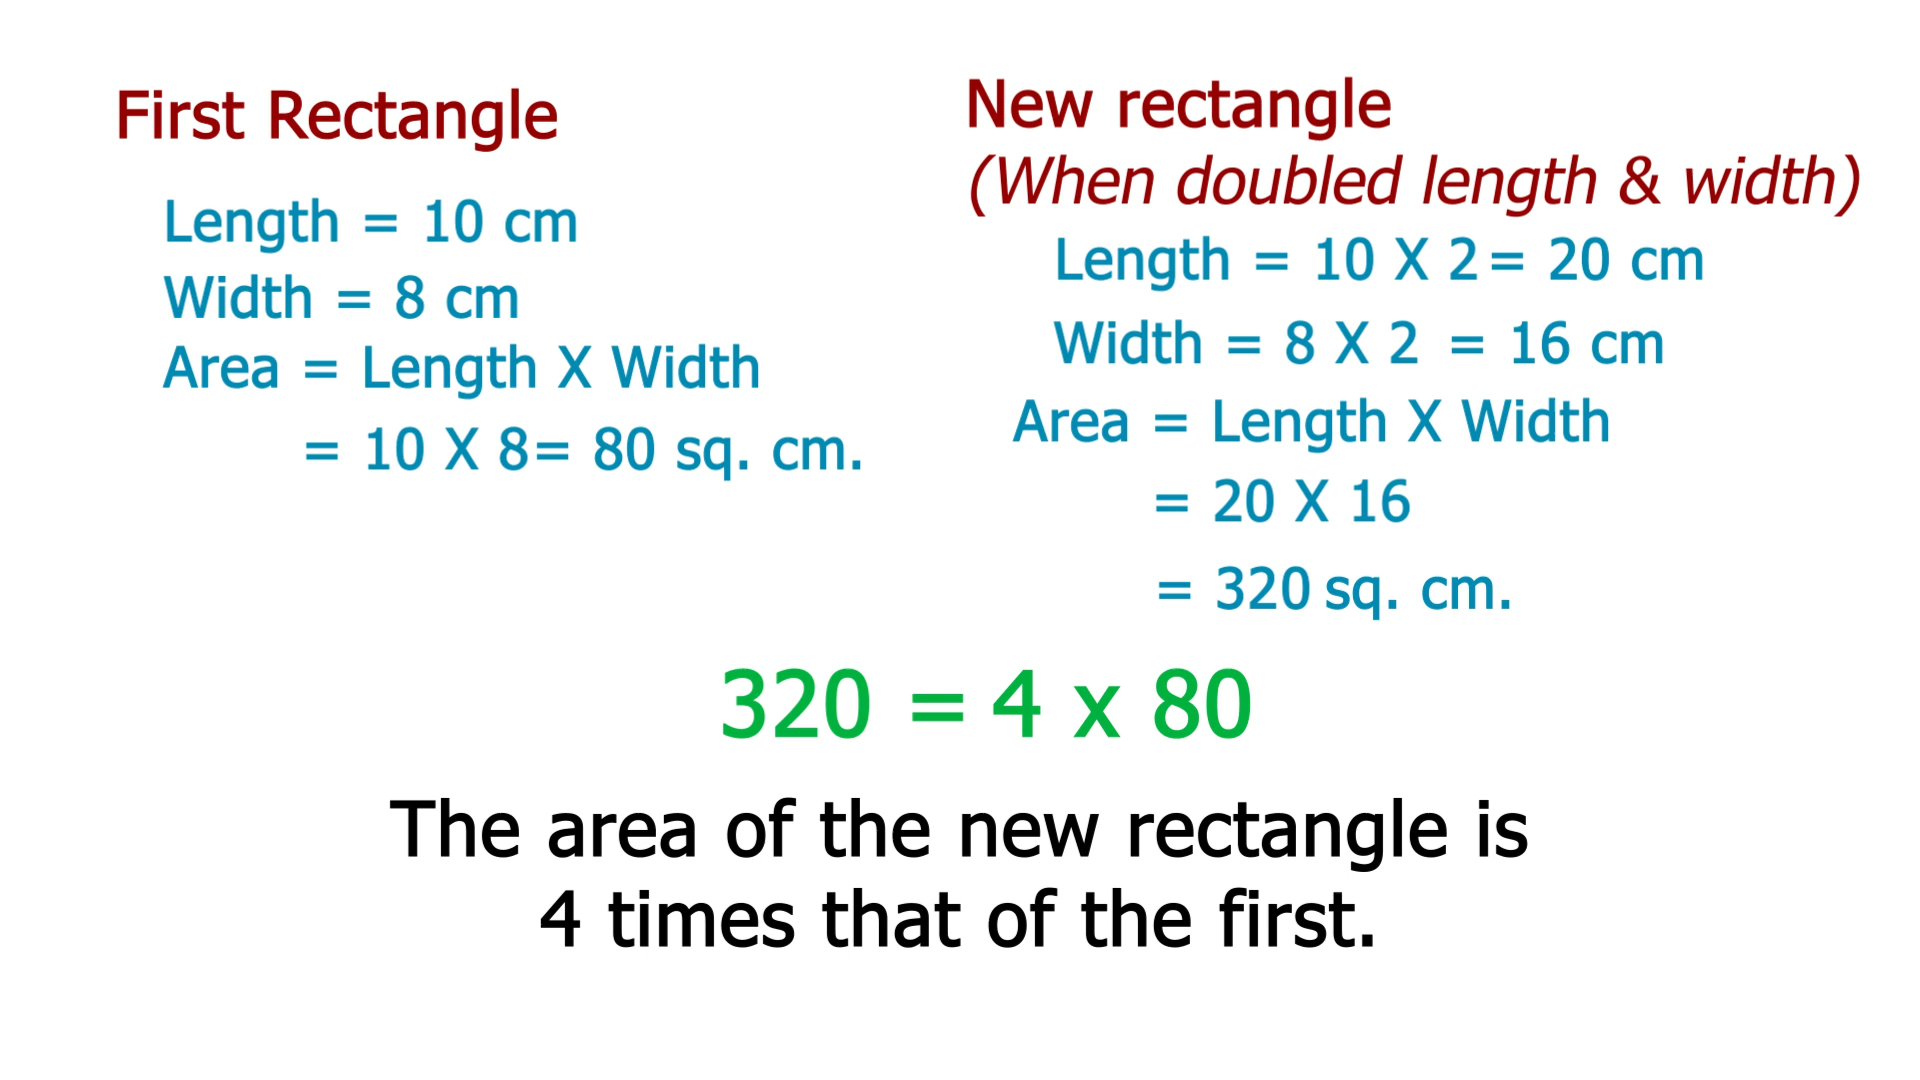 First Rectangle
Length = 10 cm
Width = 8 cm
Area = Length X Width
= 10 X 8= 80 sq. cm.
New rectangle
(When doubled length & width)
Length = 10 X 2= 20 cm
Width = 8 X 2 = 16 cm
Area = Length X Width
= 20 X 16
= 320 sq. cm.
320 = 4 x 80
The area of the new rectangle is
4 times that of the first.